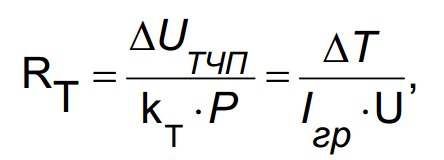 R_T = ΔU_ТЧП / (k_T · P) = ΔT / (I_гр · U),